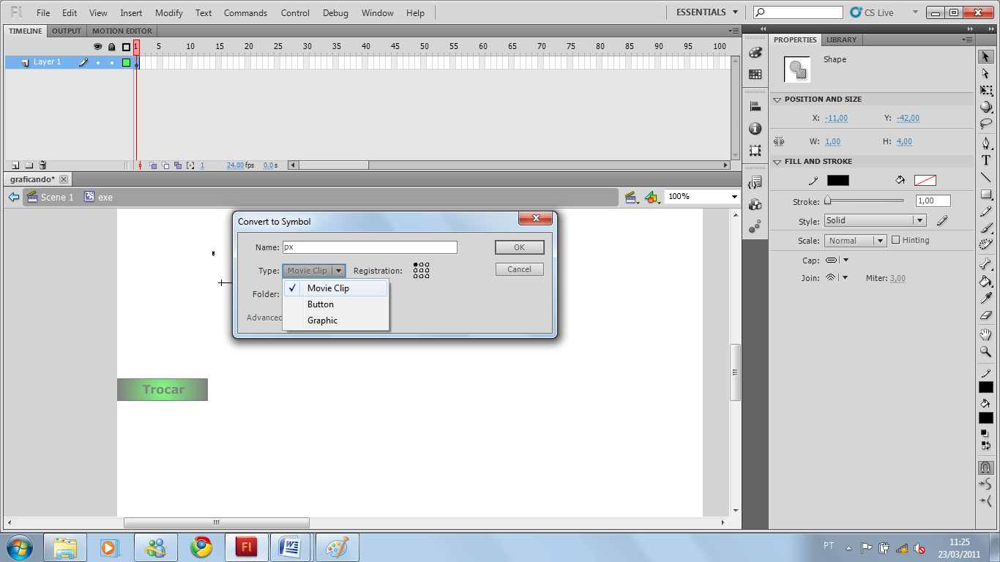 Fl File Edit View Insert Modify Text Commands Control Debug Window Help ESSENTIALS CS Live
TIMELINE OUTPUT MOTION EDITOR
1 5 10 15 20 25 30 35 40 45 50 55 60 65 70 75 80 85 90 95 100
Layer 1
1 24,00 fps 0,0 s
graficando*
Scene 1 exe 100%
Convert to Symbol
Name: px OK
Type: Movie Clip Registration: Cancel
Movie Clip
Folder:
Button
Advanced
Graphic
Trocar
PROPERTIES LIBRARY
Shape
POSITION AND SIZE
X: -11,00 Y: -42,00
W: 1,00 H: 4,00
FILL AND STROKE
Stroke: 1,00
Style: Solid
Scale: Normal Hinting
Cap:
Join: Miter: 3,00
T
Fl W PT 11:25
23/03/2011